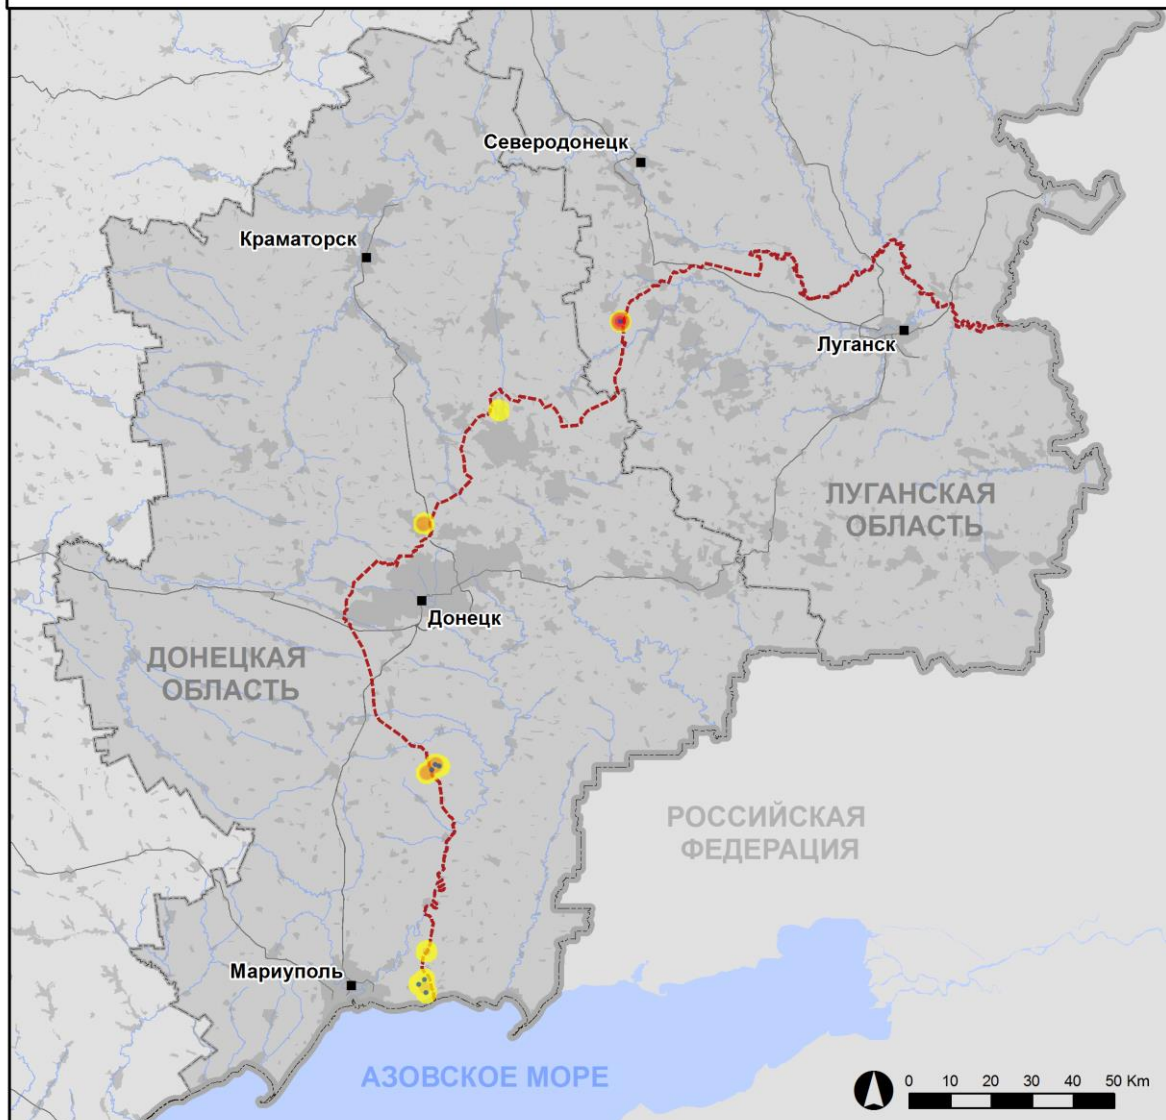 Северодонецк
Краматорск
Луганск
ЛУГАНСКАЯ
ОБЛАСТЬ
Донецк
ДОНЕЦКАЯ
ОБЛАСТЬ
РОССИЙСКАЯ
ФЕДЕРАЦИЯ
Мариуполь
АЗОВСКОЕ МОРЕ
0 10 20 30 40 50 Km